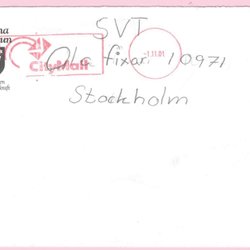 SVT
CityMail
-1.11.01
Ola fixar. 10971
Stockholm